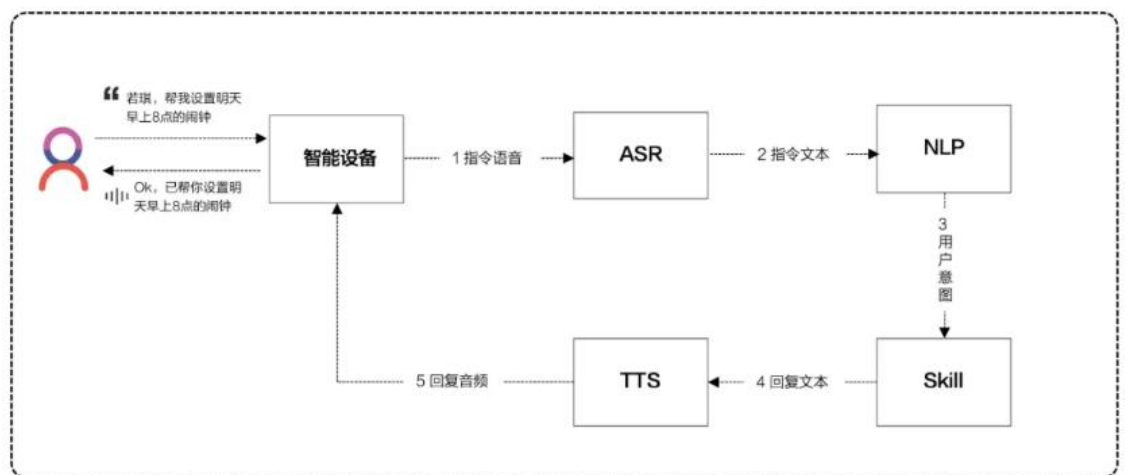 “ 若琪，帮我设置明天
早上8点的闹钟
Ok，已帮你设置明
天早上8点的闹钟
智能设备
1 指令语音
ASR
2 指令文本
NLP
3
用
户
意
图
Skill
4 回复文本
TTS
5 回复音频